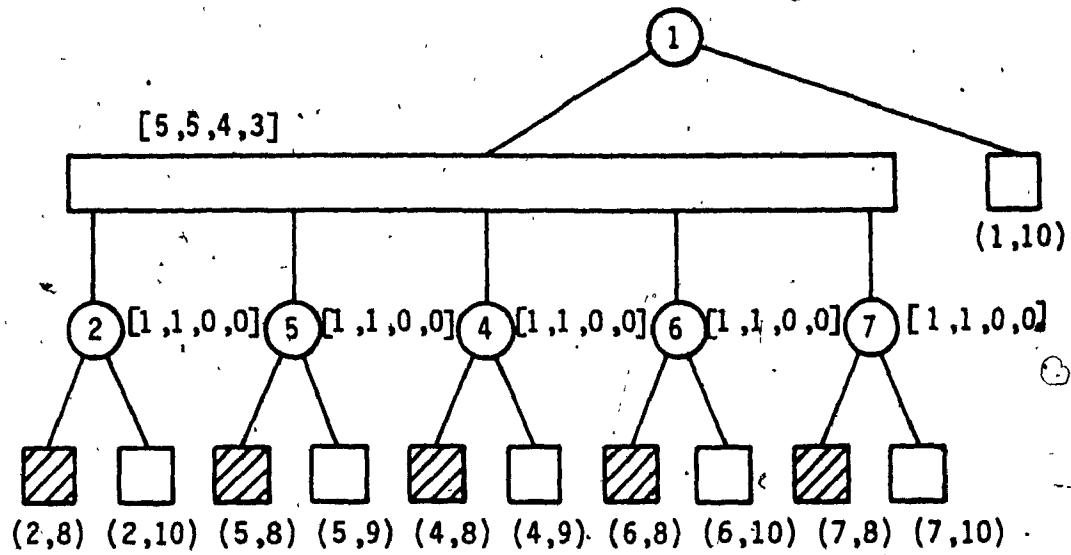 1
[5,5,4,3]
(1,10)
2 [1,1,0,0] 5 [1,1,0,0] 4 [1,1,0,0] 6 [1,1,0,0] 7 [1,1,0,0]
(2,8) (2,10) (5,8) (5,9) (4,8) (4,9) (6,8) (6,10) (7,8) (7,10)